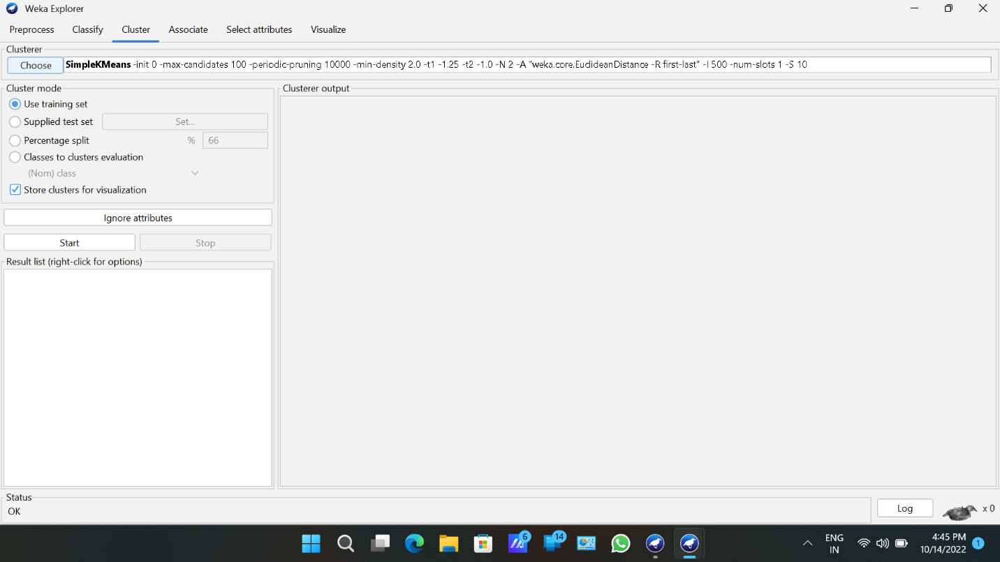 Weka Explorer
Preprocess Classify Cluster Associate Select attributes Visualize
Clusterer
Choose SimpleKMeans -init 0 -max-candidates 100 -periodic-pruning 10000 -min-density 2.0 -t1 -1.25 -t2 -1.0 -N 2 -A "weka.core.EuclideanDistance -R first-last" -I 500 -num-slots 1 -S 10
Cluster mode
Use training set
Supplied test set Set...
Percentage split % 66
Classes to clusters evaluation
(Nom) class
Store clusters for visualization
Ignore attributes
Start Stop
Result list (right-click for options)
Clusterer output
Status
OK
Log x 0
6 14
ENG
IN
4:45 PM
10/14/2022
1